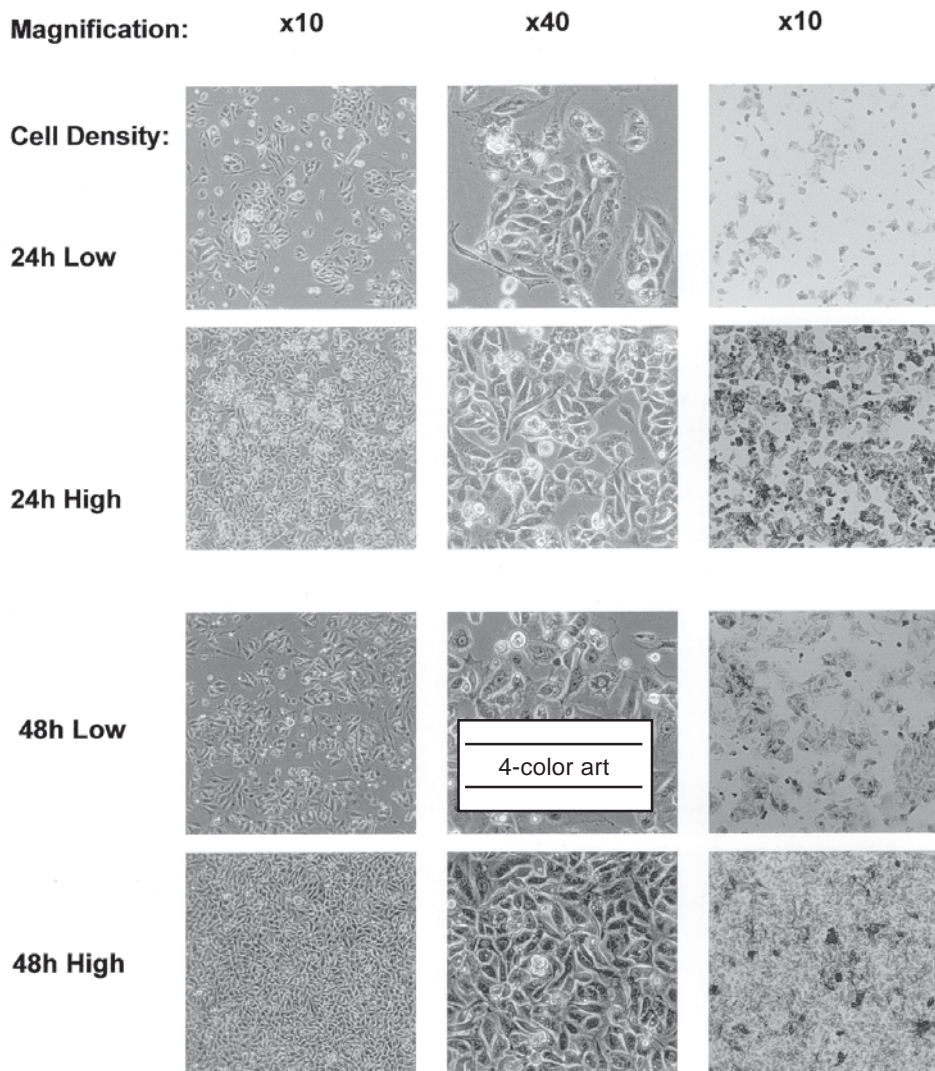 Magnification: x10 x40 x10
Cell Density:
24h Low
24h High
48h Low
4-color art
48h High